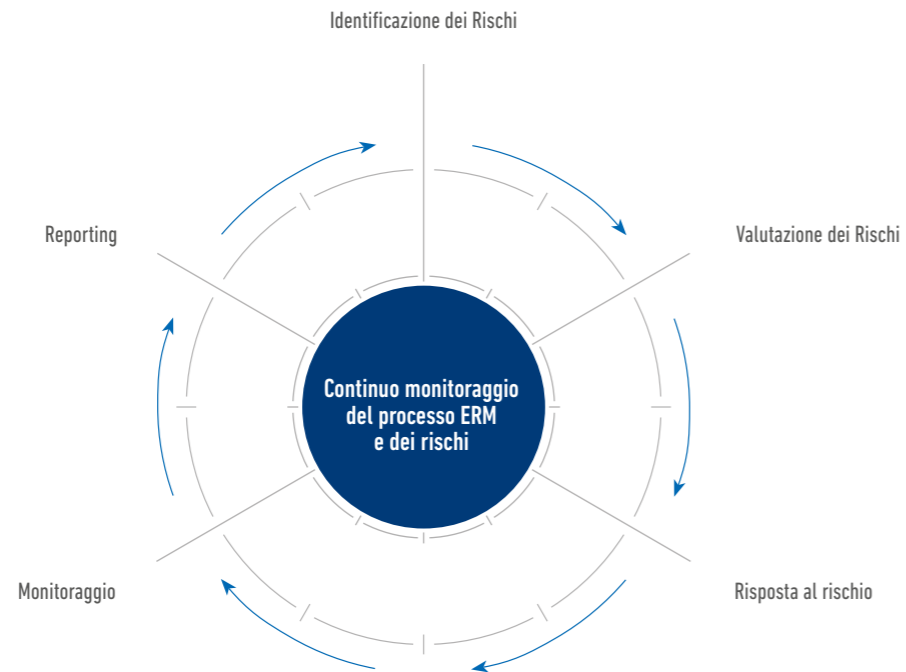 Identificazione dei Rischi
Reporting
Valutazione dei Rischi
Continuo monitoraggio
del processo ERM
e dei rischi
Monitoraggio
Risposta al rischio